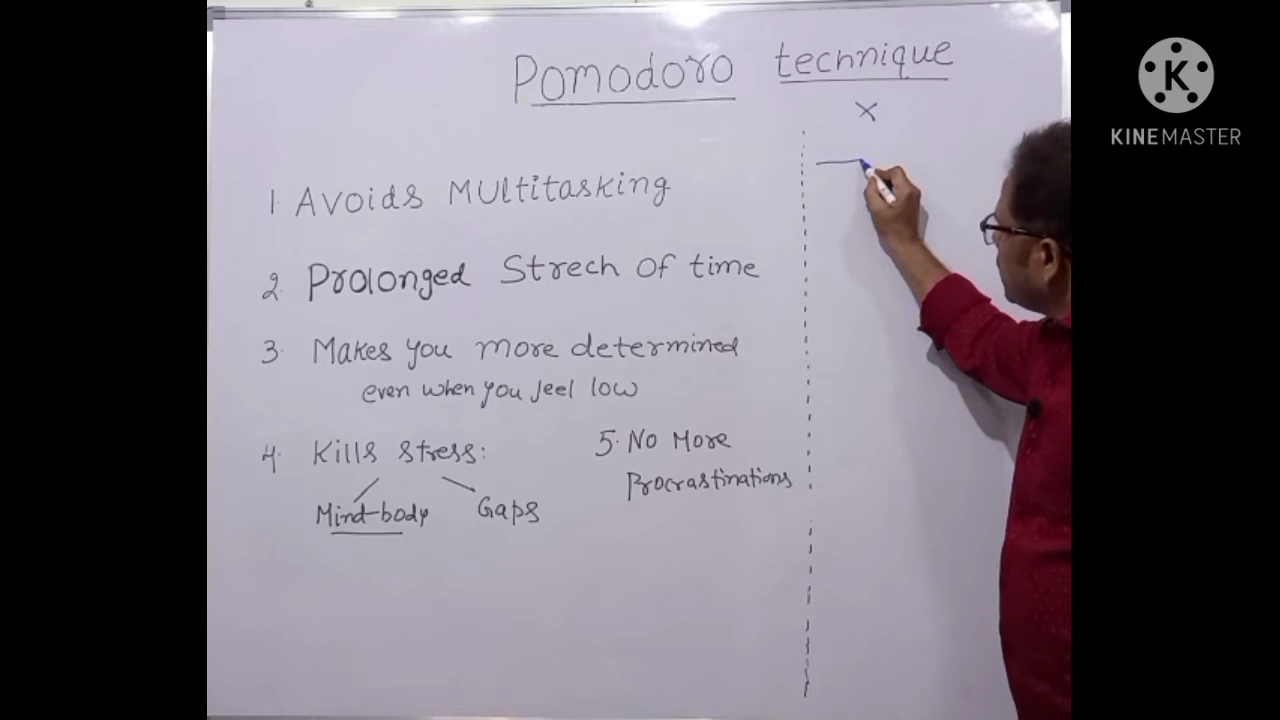 Pomodoro technique
x
1. Avoids Multitasking
2. Prolonged Strech of time
3. Makes you more determined
even when you feel low
4. Kills stress:
Mind-body Gaps
5. No More
Procrastinations
K
KINEMASTER